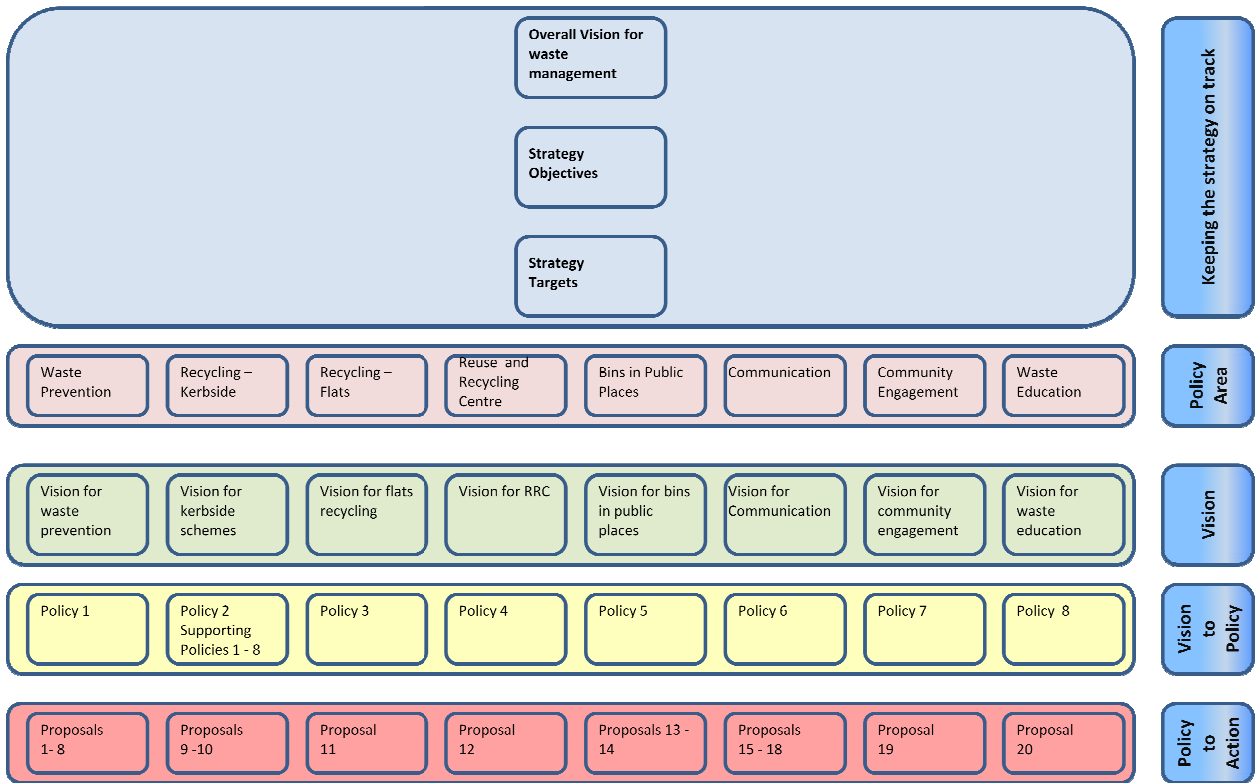 Overall Vision for
waste
management
Strategy
Objectives
Strategy
Targets
Keeping the strategy on track
Waste
Prevention
Recycling –
Kerbside
Recycling –
Flats
Reuse and
Recycling
Centre
Bins in Public
Places
Communication
Community
Engagement
Waste
Education
Policy
Area
Vision for
waste
prevention
Vision for
kerbside
schemes
Vision for flats
recycling
Vision for RRC
Vision for bins
in public
places
Vision for
Communication
Vision for
community
engagement
Vision for
waste
education
Vision
Policy 1
Policy 2
Supporting
Policies 1 - 8
Policy 3
Policy 4
Policy 5
Policy 6
Policy 7
Policy 8
Vision
to
Policy
Proposals
1- 8
Proposals
9 -10
Proposal
11
Proposal
12
Proposals 13 -
14
Proposals
15 - 18
Proposal
19
Proposal
20
Policy
to
Action